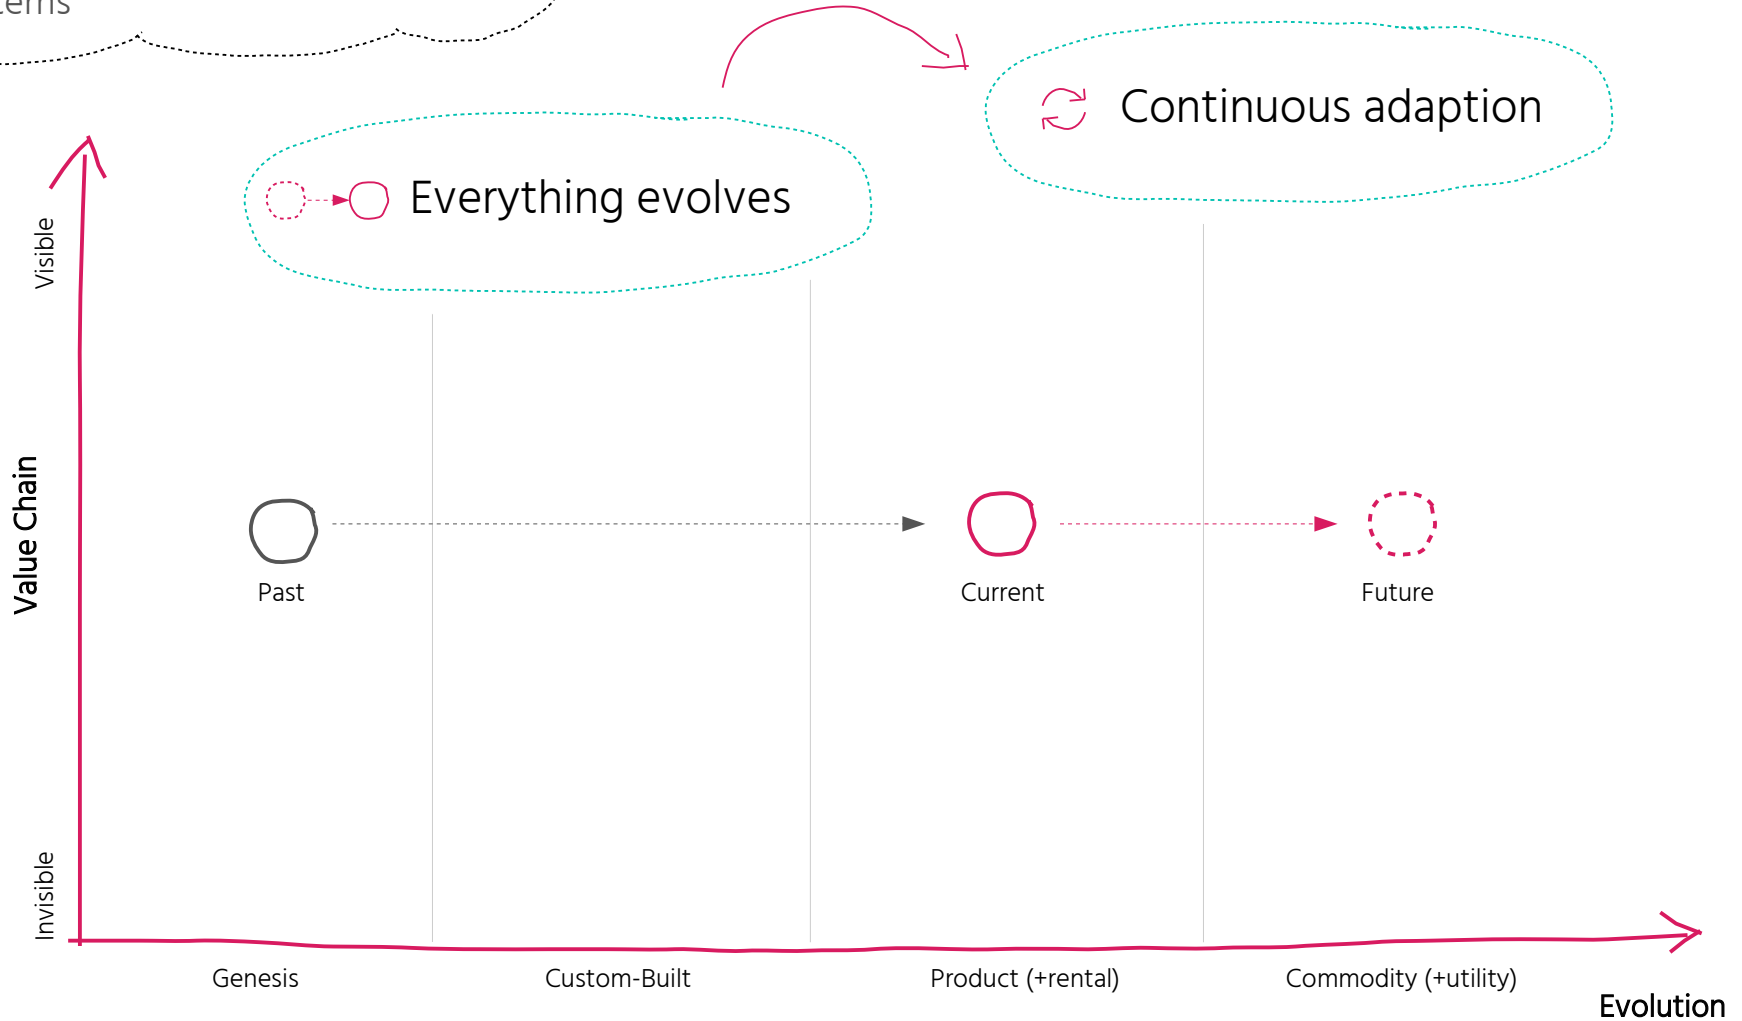 Continuous adaption
Everything evolves
Visible
Value Chain
Invisible
Past
Current
Future
Genesis
Custom-Built
Product (+rental)
Commodity (+utility)
Evolution